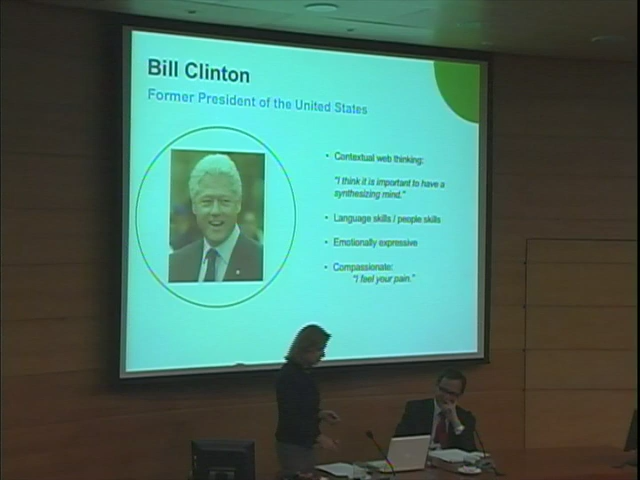 Bill Clinton
Former President of the United States
• Contextual web thinking:
"I think it is important to have a
synthesizing mind."
• Language skills / people skills
• Emotionally expressive
• Compassionate:
"I feel your pain."